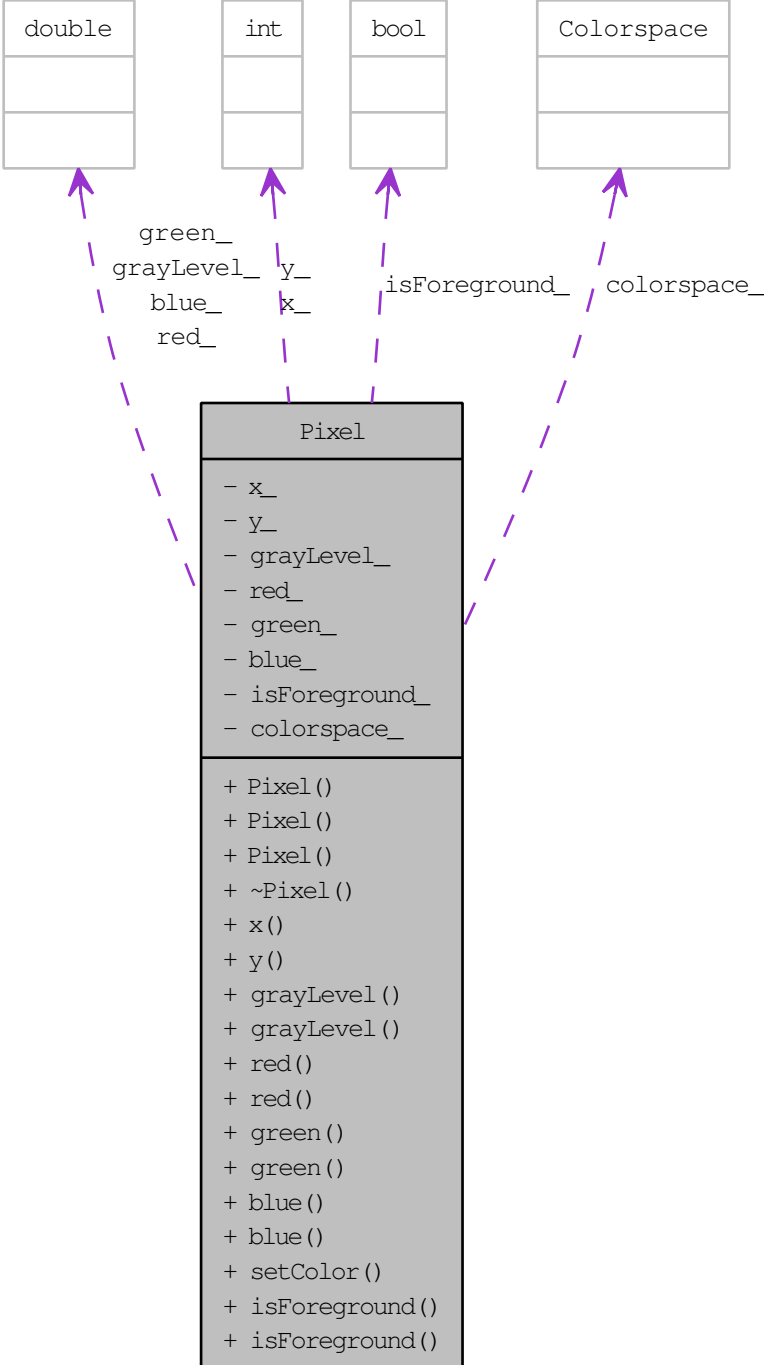 double
int
bool
Colorspace
green_
grayLevel_
blue_
red_
y_
x_
isForeground_
colorspace_
Pixel
- x_
- y_
- grayLevel_
- red_
- green_
- blue_
- isForeground_
- colorspace_
+ Pixel()
+ Pixel()
+ Pixel()
+ ~Pixel()
+ x()
+ y()
+ grayLevel()
+ grayLevel()
+ red()
+ red()
+ green()
+ green()
+ blue()
+ blue()
+ setColor()
+ isForeground()
+ isForeground()